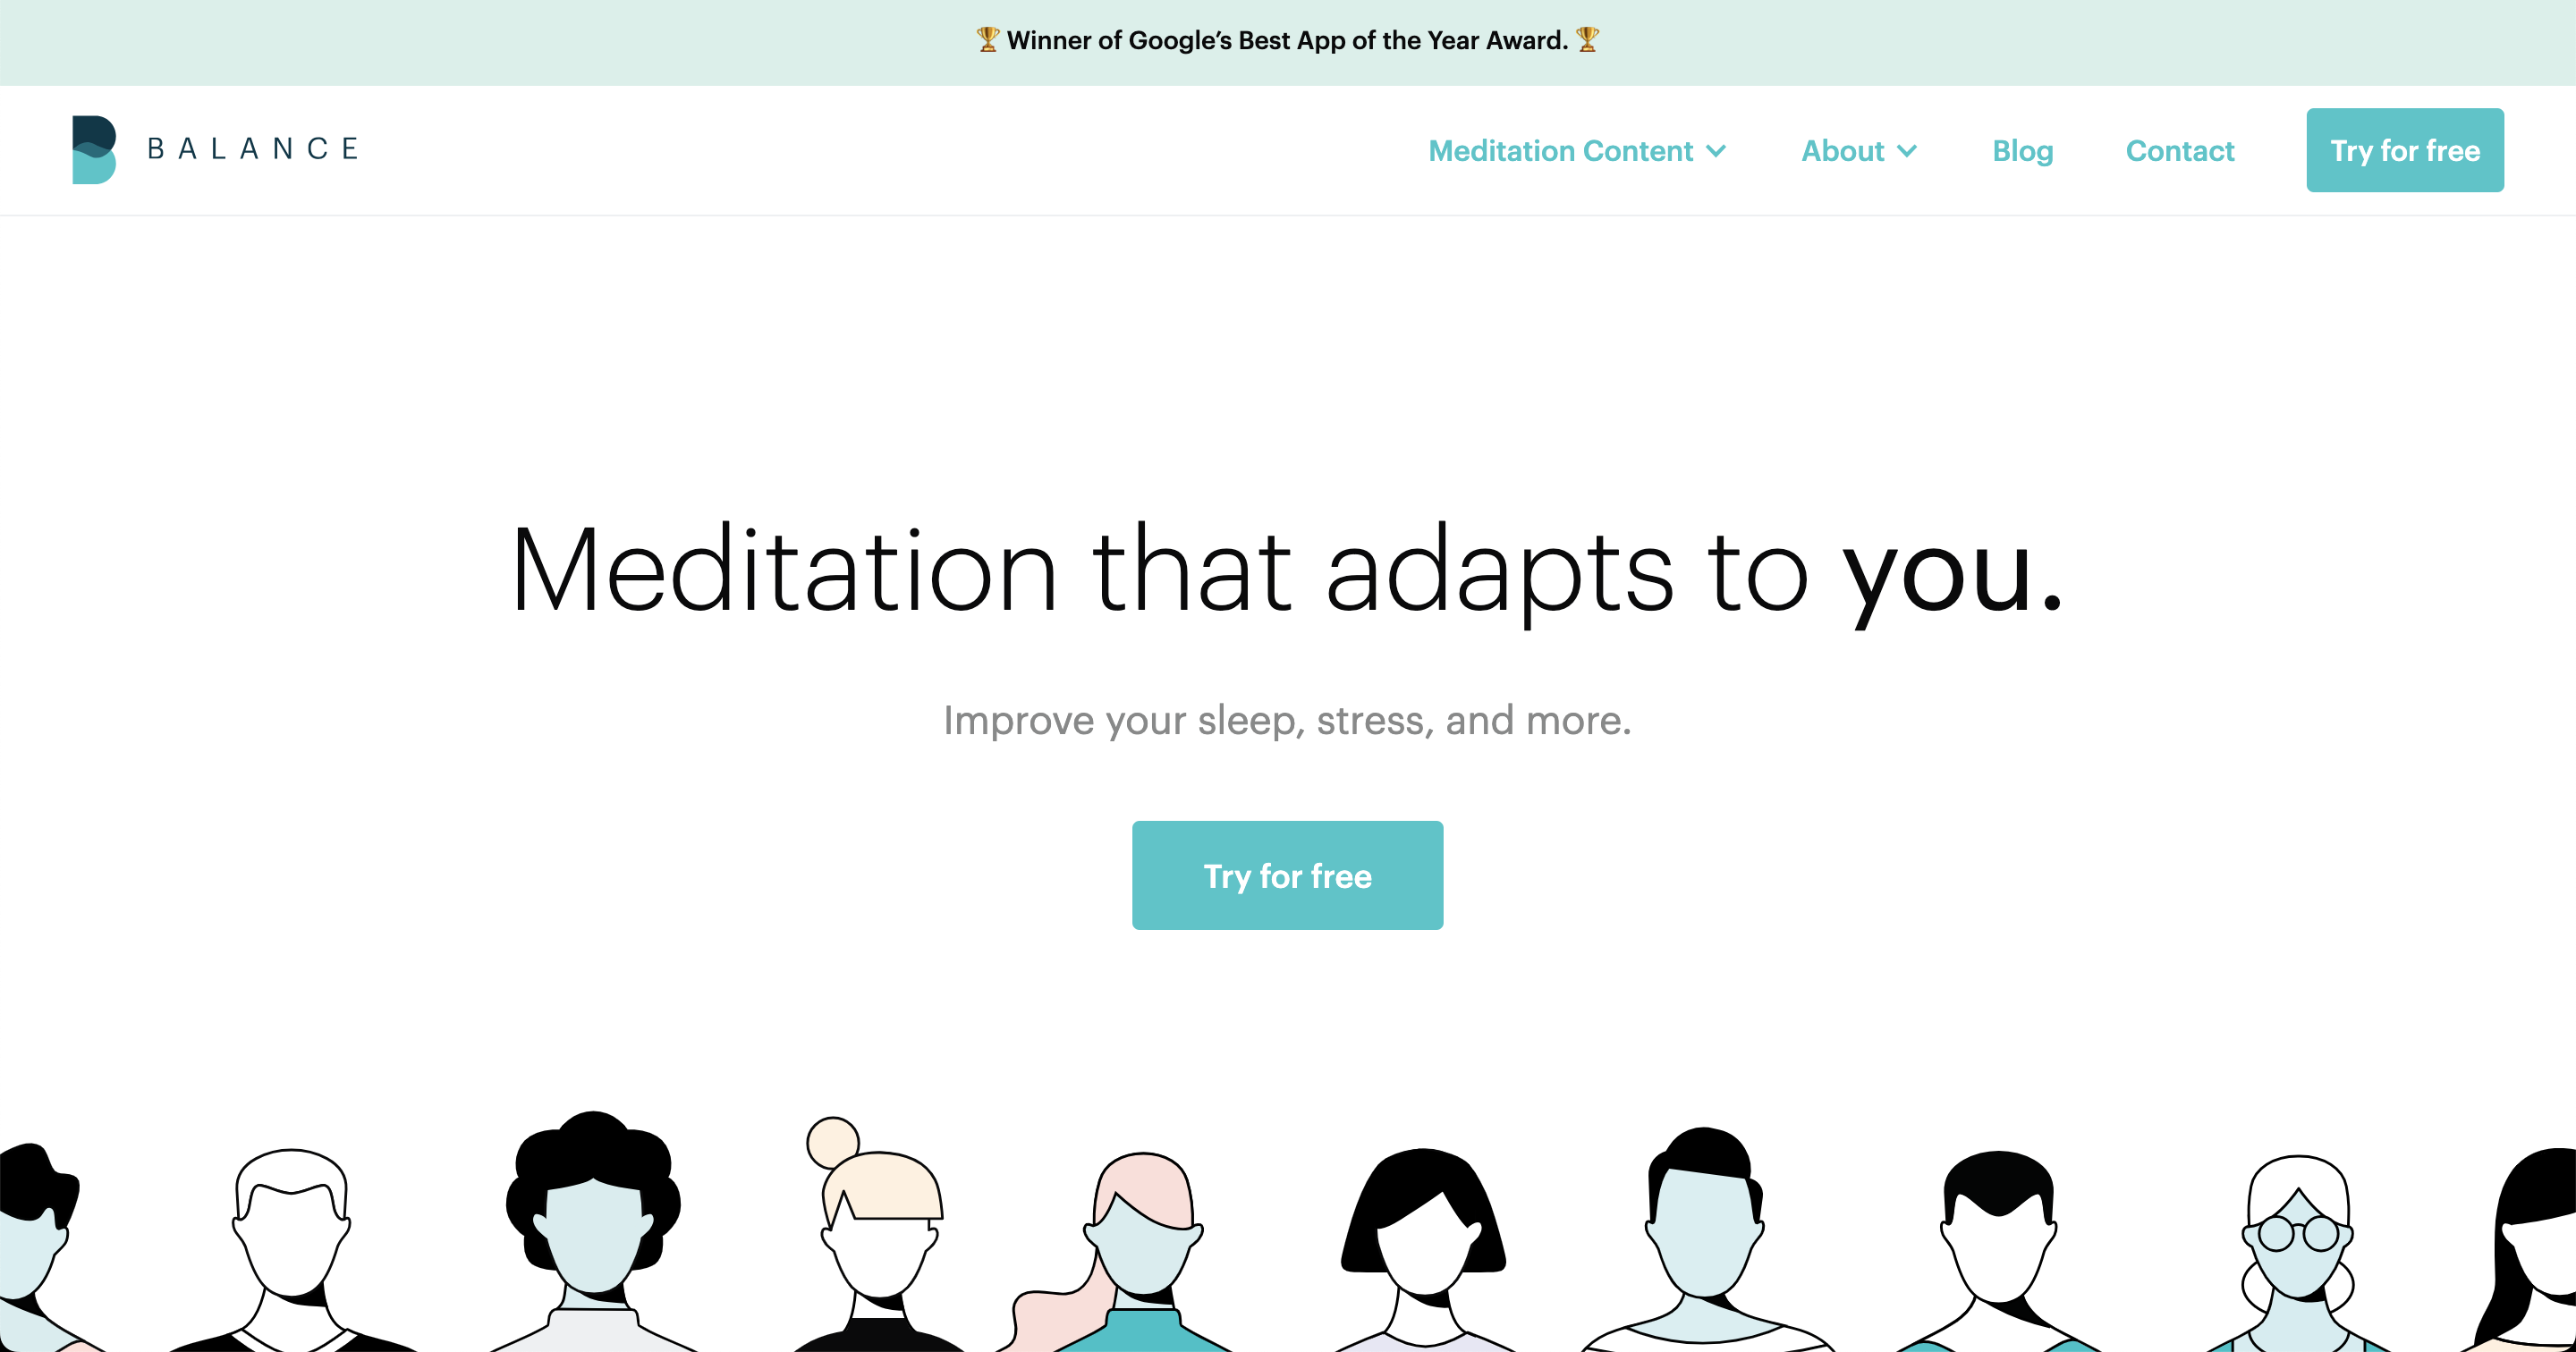 🏆 Winner of Google’s Best App of the Year Award. 🏆
BALANCE
Meditation Content
About
Blog
Contact
Try for free
Meditation that adapts to you.
Improve your sleep, stress, and more.
Try for free